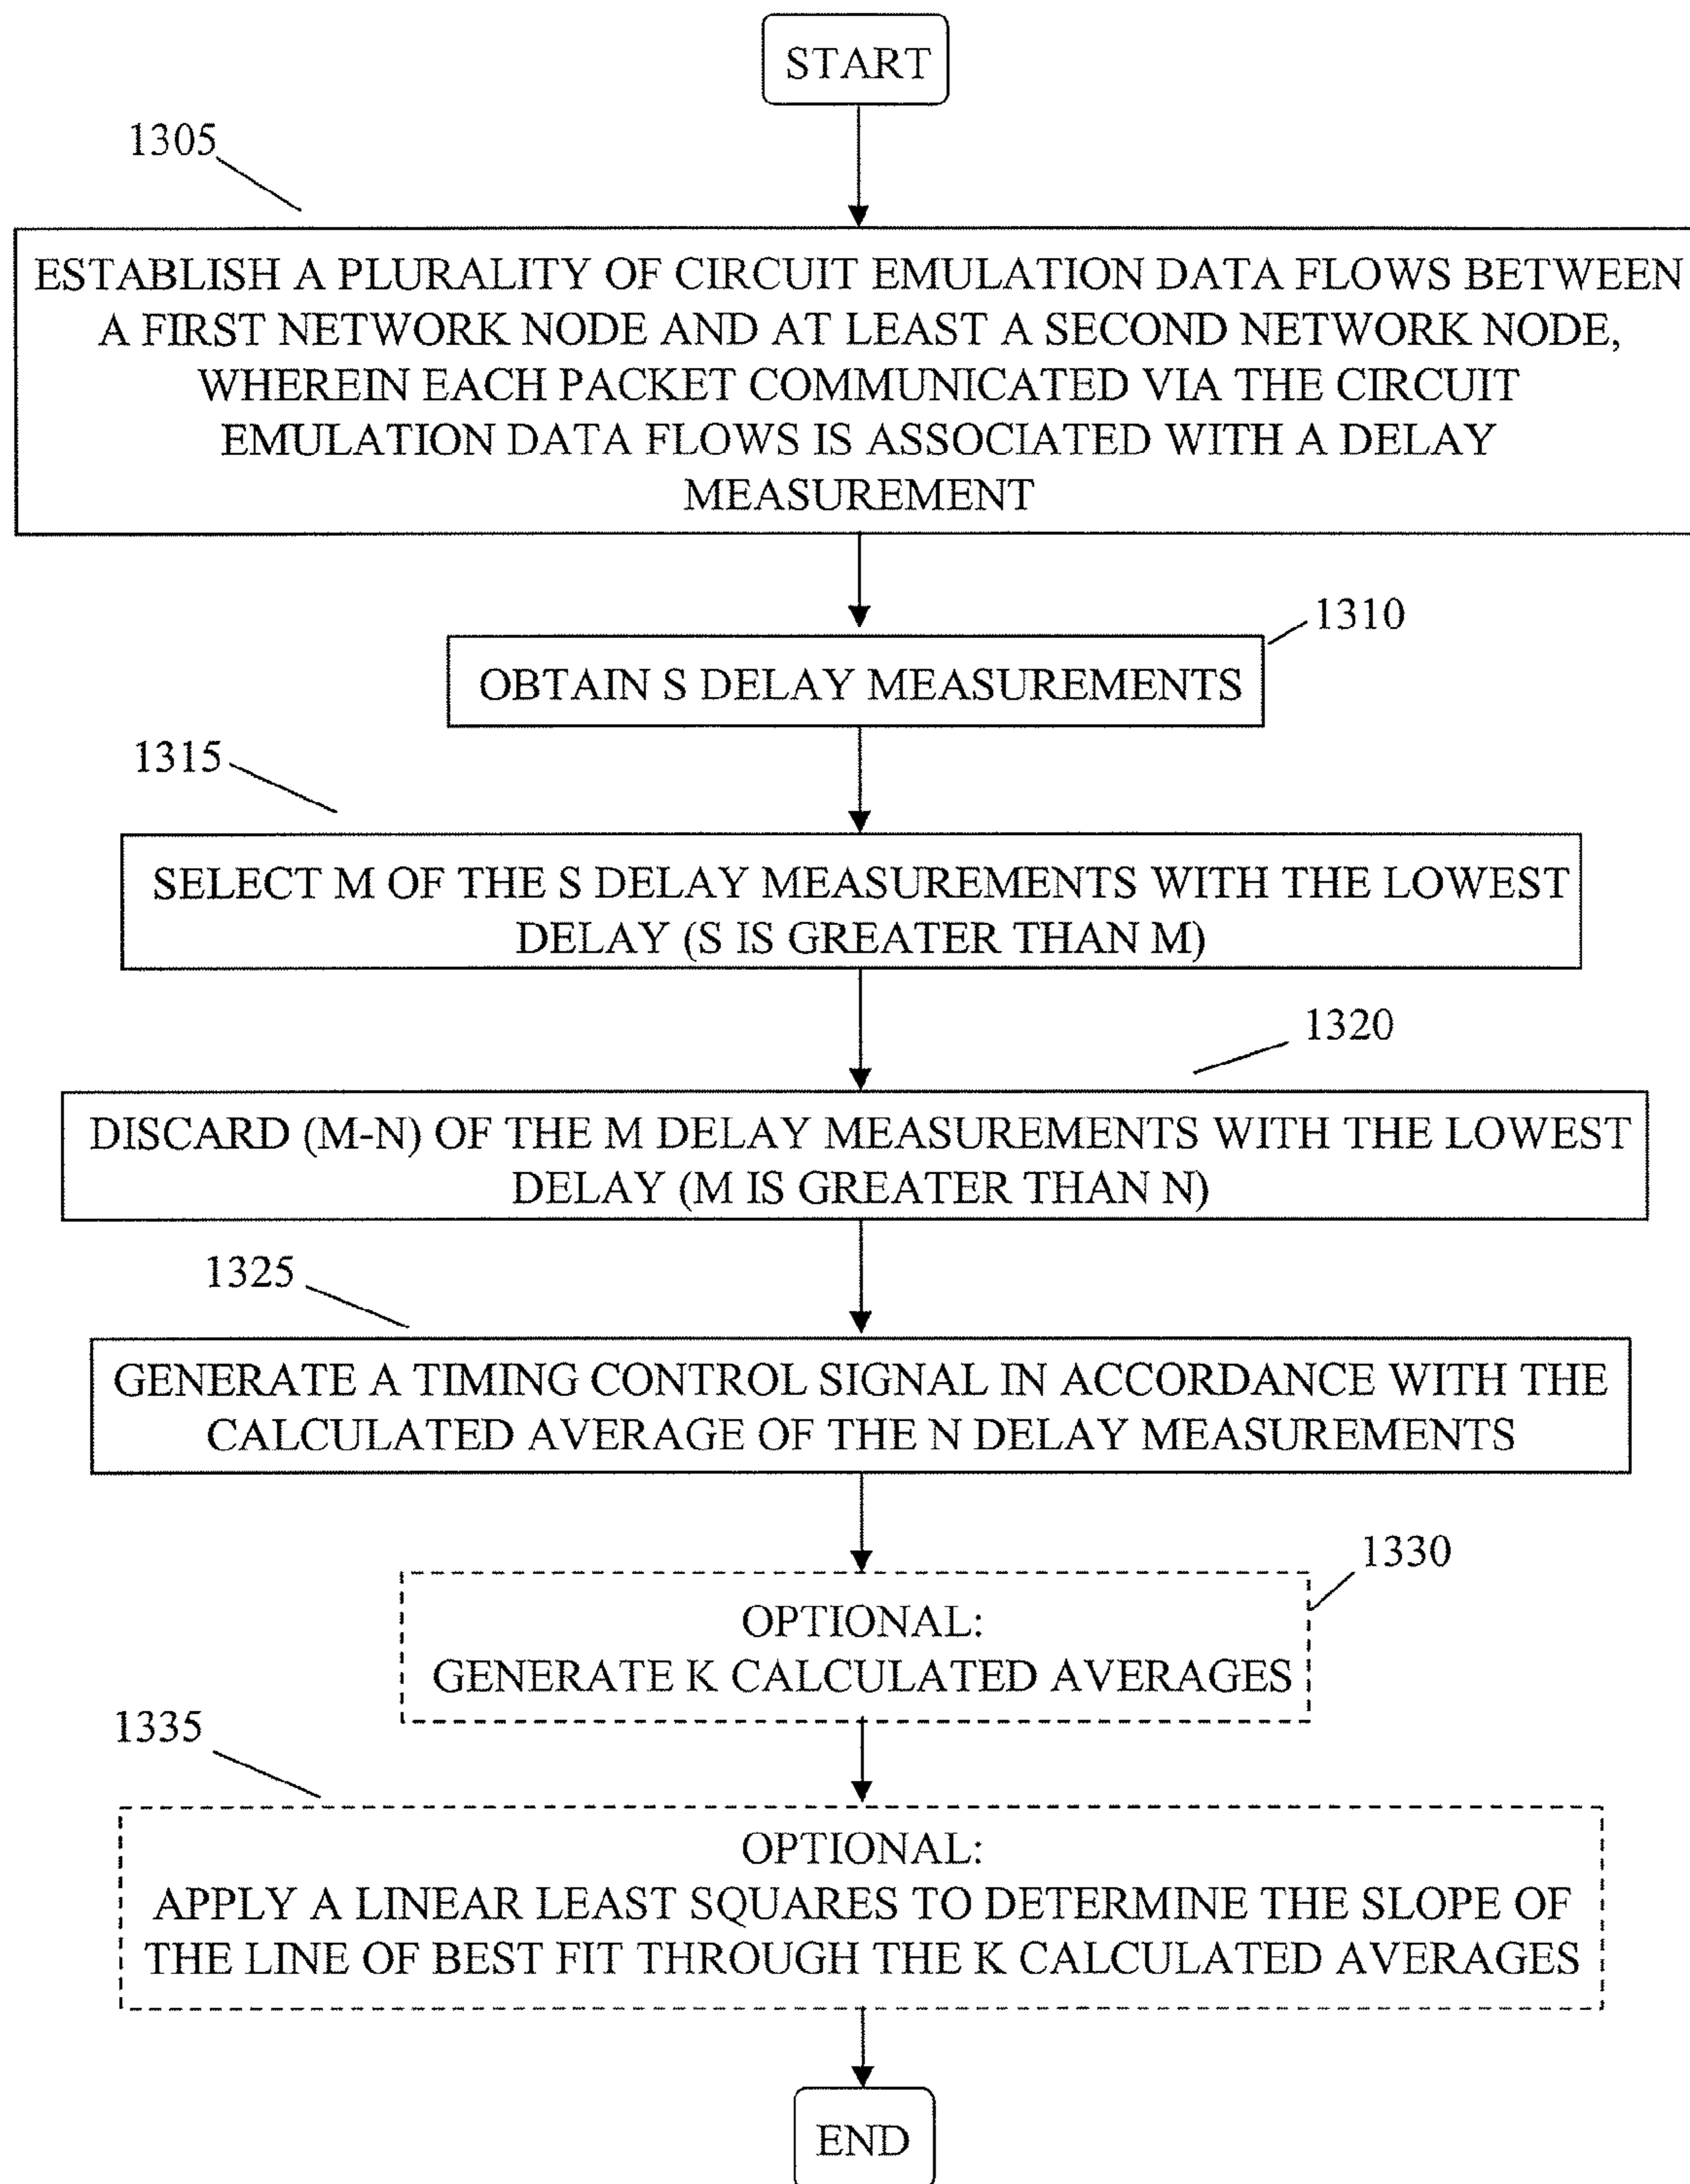 START
1305
ESTABLISH A PLURALITY OF CIRCUIT EMULATION DATA FLOWS BETWEEN
A FIRST NETWORK NODE AND AT LEAST A SECOND NETWORK NODE,
WHEREIN EACH PACKET COMMUNICATED VIA THE CIRCUIT
EMULATION DATA FLOWS IS ASSOCIATED WITH A DELAY
MEASUREMENT
1310
OBTAIN S DELAY MEASUREMENTS
1315
SELECT M OF THE S DELAY MEASUREMENTS WITH THE LOWEST
DELAY (S IS GREATER THAN M)
1320
DISCARD (M-N) OF THE M DELAY MEASUREMENTS WITH THE LOWEST
DELAY (M IS GREATER THAN N)
1325
GENERATE A TIMING CONTROL SIGNAL IN ACCORDANCE WITH THE
CALCULATED AVERAGE OF THE N DELAY MEASUREMENTS
1330
OPTIONAL:
GENERATE K CALCULATED AVERAGES
1335
OPTIONAL:
APPLY A LINEAR LEAST SQUARES TO DETERMINE THE SLOPE OF
THE LINE OF BEST FIT THROUGH THE K CALCULATED AVERAGES
END